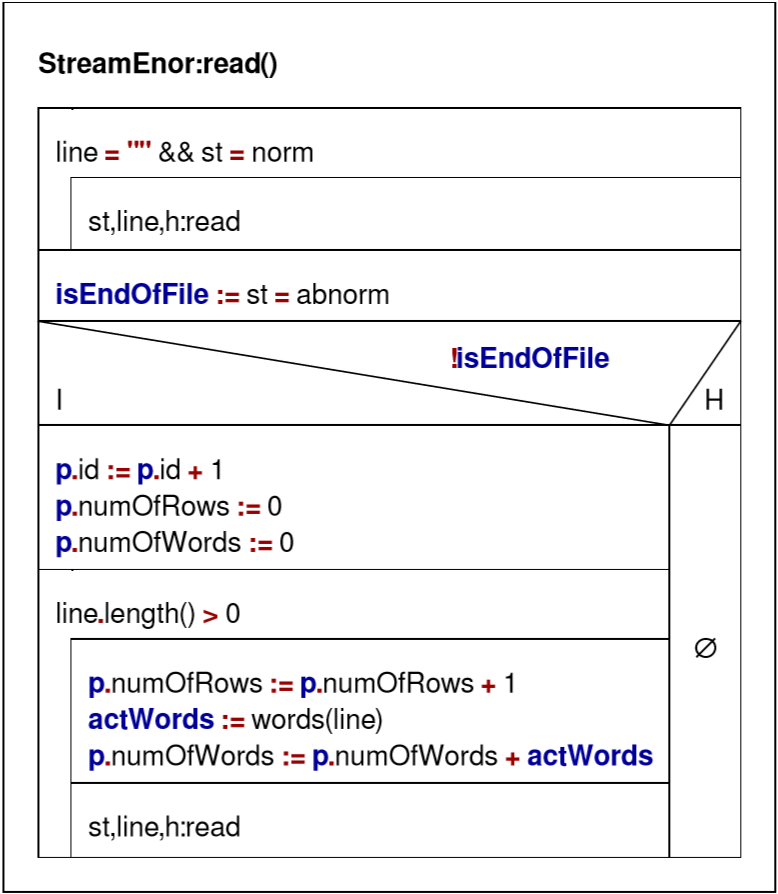 StreamEnor:read()
line = "" && st = norm
st,line,h:read
isEndOfFile := st = abnorm
!isEndOfFile
I
H
p.id := p.id + 1
p.numOfRows := 0
p.numOfWords := 0
line.length() > 0
p.numOfRows := p.numOfRows + 1
actWords := words(line)
p.numOfWords := p.numOfWords + actWords
∅
st,line,h:read